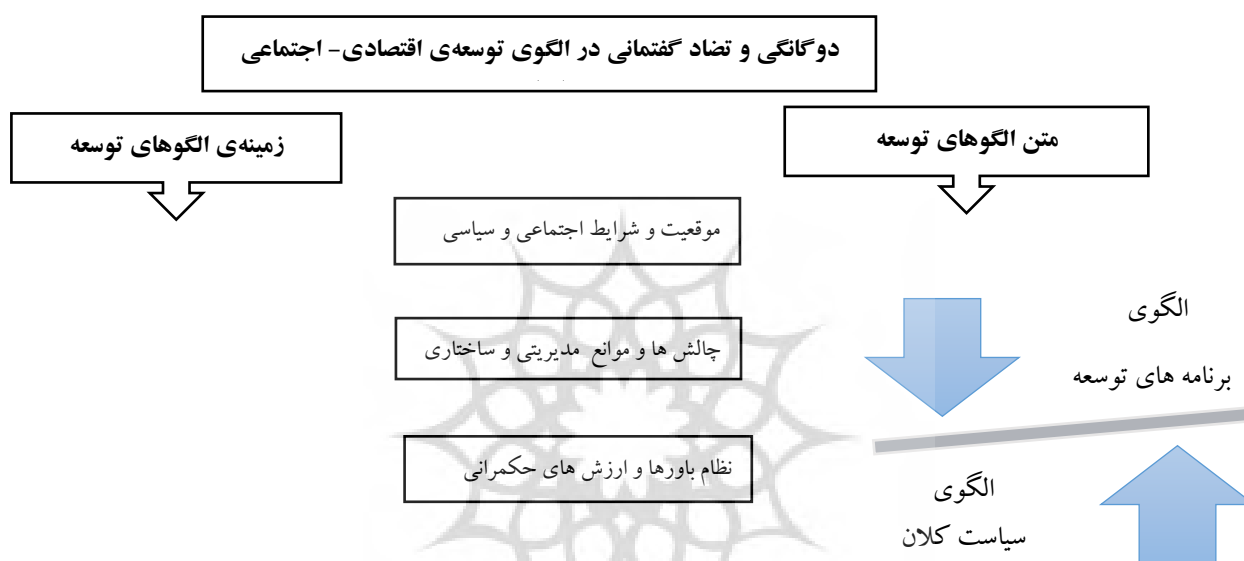 دوگانگی و تضاد گفتمانی در الگوی توسعه‌ی اقتصادی- اجتماعی
متن الگوهای توسعه
زمینه‌ی الگوهای توسعه
موقعیت و شرایط اجتماعی و سیاسی
چالش ها و موانع مدیریتی و ساختاری
نظام باورها و ارزش های حکمرانی
الگوی
برنامه های توسعه
الگوی
سیاست کلان